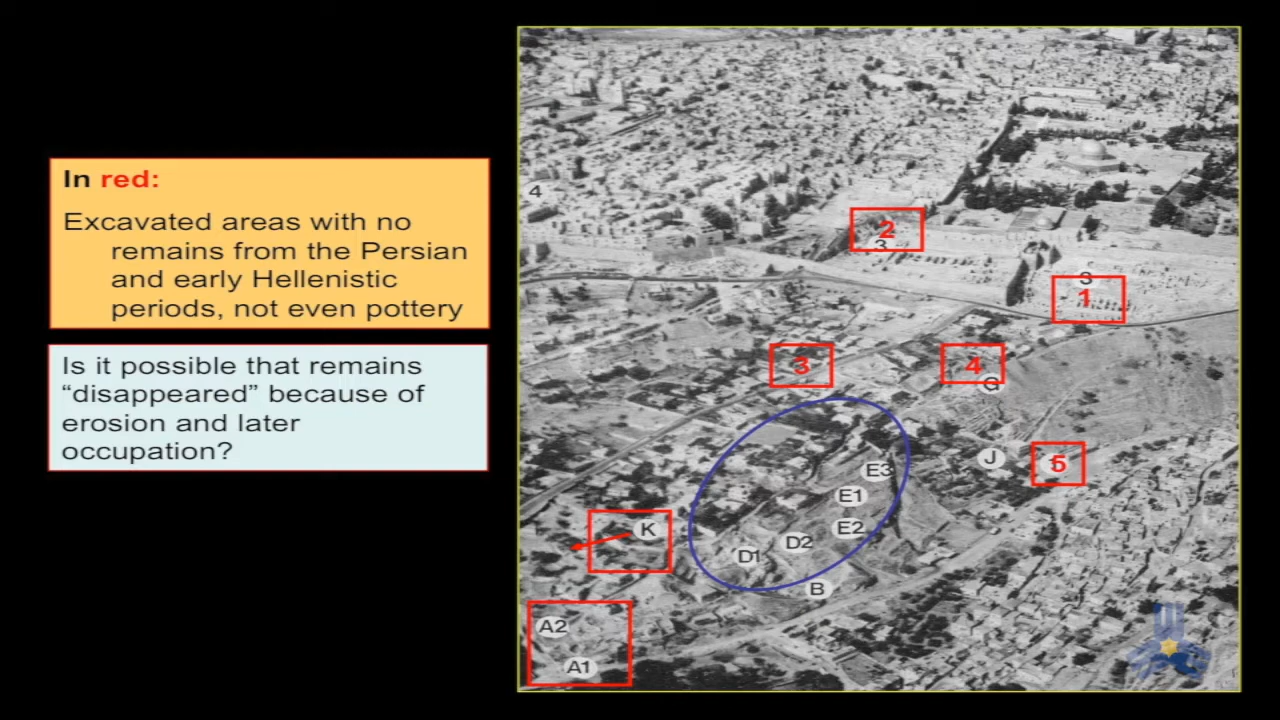 In red:
Excavated areas with no
remains from the Persian
and early Hellenistic
periods, not even pottery
Is it possible that remains
“disappeared” because of
erosion and later
occupation?
4
2
3
3
1
3
4
G
J
5
E3
E1
E2
K
D2
D1
B
A2
A1